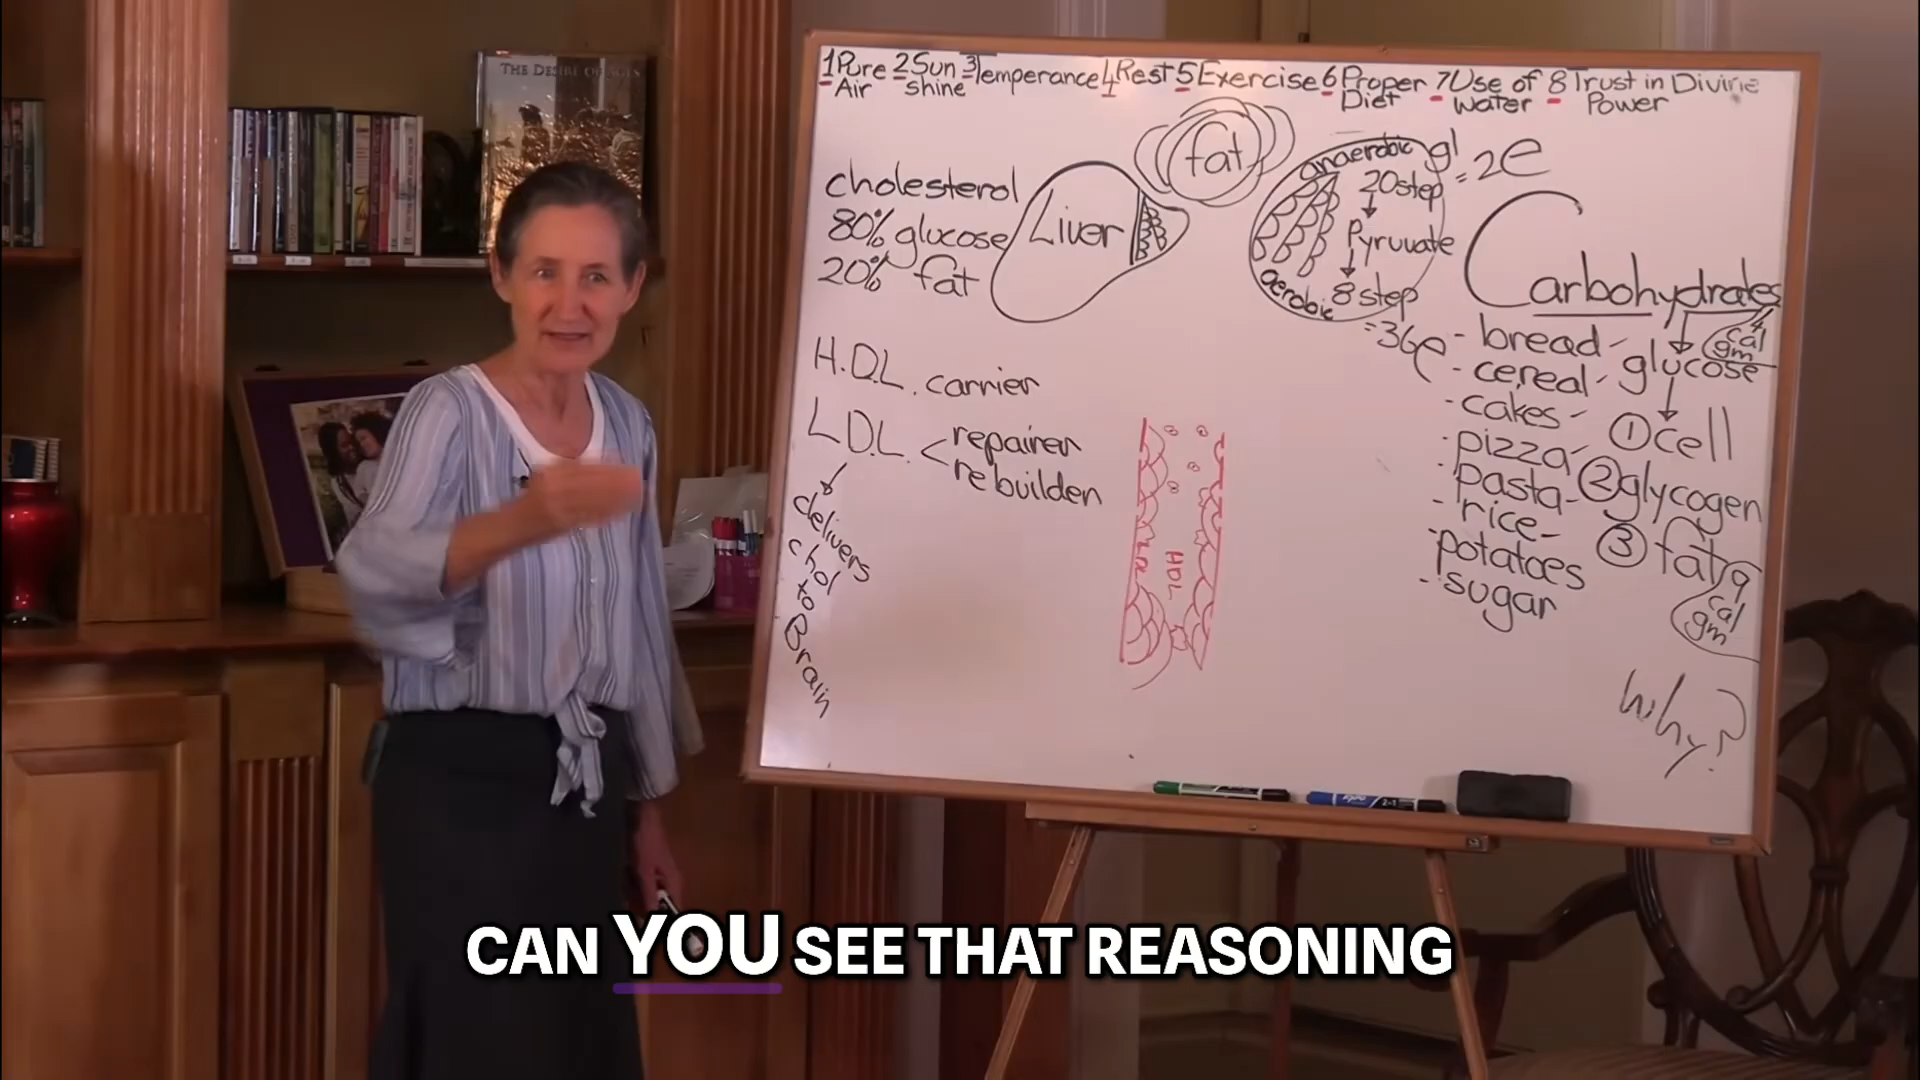 THE DESIRE OF AGES
1 Pure 2 Sun 3 Temperance 4 Rest 5 Exercise 6 Proper 7 Use of 8 Trust in Divine
Air shine Diet Water Power
cholesterol
80% glucose
20% fat
Liver
fat
anaerobic gl
20 step = 2e
Pyruvate
aerobic 8 step
=36e
Carbohydrates
4 cal gm
- bread -
- cereal -
- cakes -
- pizza -
- pasta -
- rice -
- potatoes
- sugar
glucose
① cell
② glycogen
③ fat 9 cal gm
Why?
H.D.L. carrier
L.D.L. < repairer
rebuilder
delivers
chol
to
Brain
HDL
CAN YOU SEE THAT REASONING